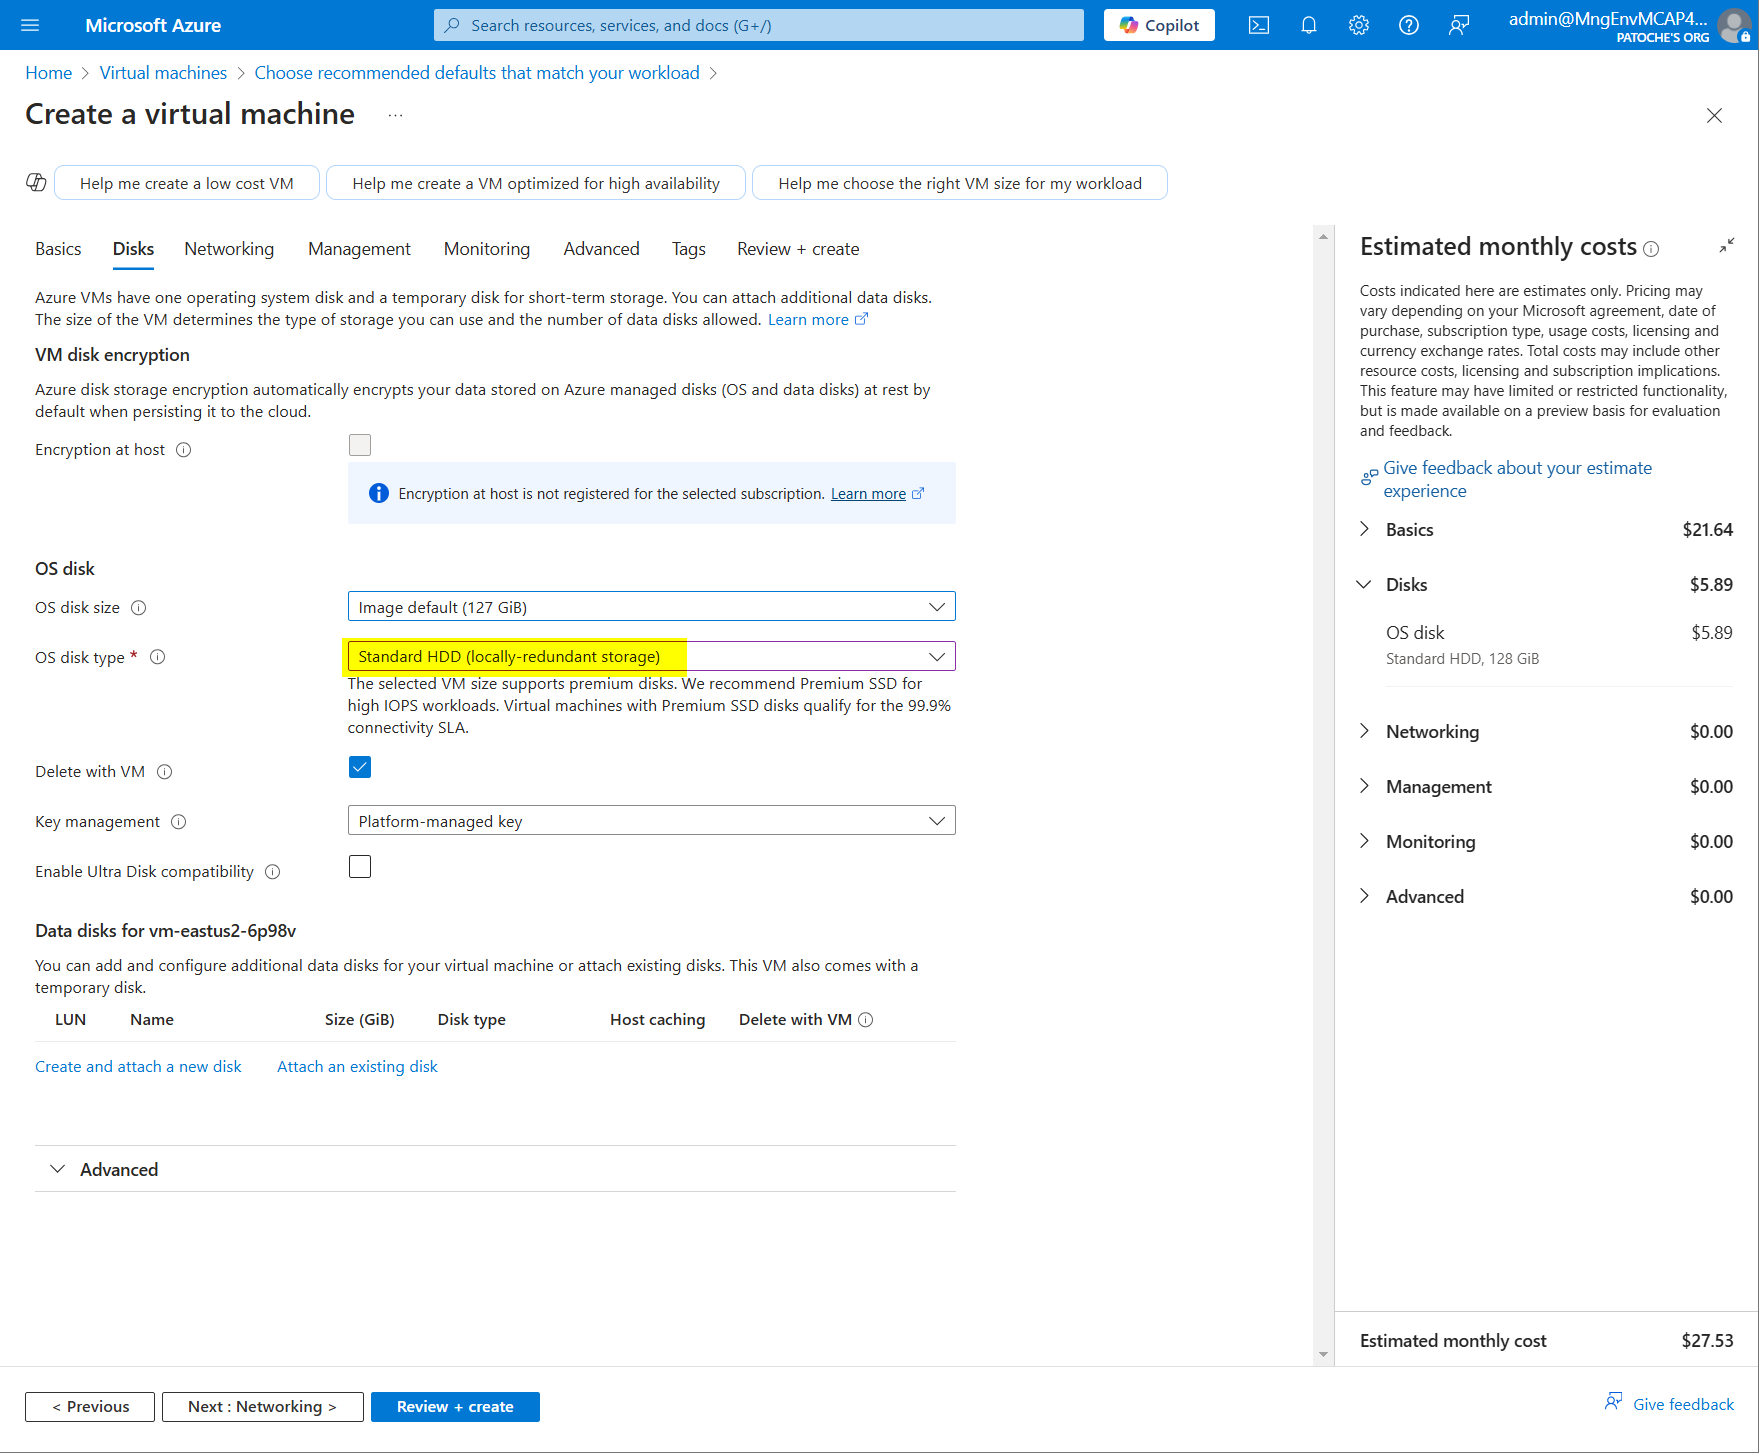 Microsoft Azure
Search resources, services, and docs (G+/)
Copilot
admin@MngEnvMCAP4...
PATOCHE'S ORG
Home > Virtual machines > Choose recommended defaults that match your workload >
Create a virtual machine ...
Help me create a low cost VM
Help me create a VM optimized for high availability
Help me choose the right VM size for my workload
Basics Disks Networking Management Monitoring Advanced Tags Review + create
Azure VMs have one operating system disk and a temporary disk for short-term storage. You can attach additional data disks.
The size of the VM determines the type of storage you can use and the number of data disks allowed. Learn more
VM disk encryption
Azure disk storage encryption automatically encrypts your data stored on Azure managed disks (OS and data disks) at rest by
default when persisting it to the cloud.
Encryption at host
Encryption at host is not registered for the selected subscription. Learn more
OS disk
OS disk size
Image default (127 GiB)
OS disk type *
Standard HDD (locally-redundant storage)
The selected VM size supports premium disks. We recommend Premium SSD for
high IOPS workloads. Virtual machines with Premium SSD disks qualify for the 99.9%
connectivity SLA.
Delete with VM
Key management
Platform-managed key
Enable Ultra Disk compatibility
Data disks for vm-eastus2-6p98v
You can add and configure additional data disks for your virtual machine or attach existing disks. This VM also comes with a
temporary disk.
LUN Name Size (GiB) Disk type Host caching Delete with VM
Create and attach a new disk Attach an existing disk
Advanced
Estimated monthly costs
Costs indicated here are estimates only. Pricing may
vary depending on your Microsoft agreement, date of
purchase, subscription type, usage costs, licensing and
currency exchange rates. Total costs may include other
resource costs, licensing and subscription implications.
This feature may have limited or restricted functionality,
but is made available on a preview basis for evaluation
and feedback.
Give feedback about your estimate
experience
Basics $21.64
Disks $5.89
OS disk $5.89
Standard HDD, 128 GiB
Networking $0.00
Management $0.00
Monitoring $0.00
Advanced $0.00
Estimated monthly cost $27.53
< Previous
Next : Networking >
Review + create
Give feedback